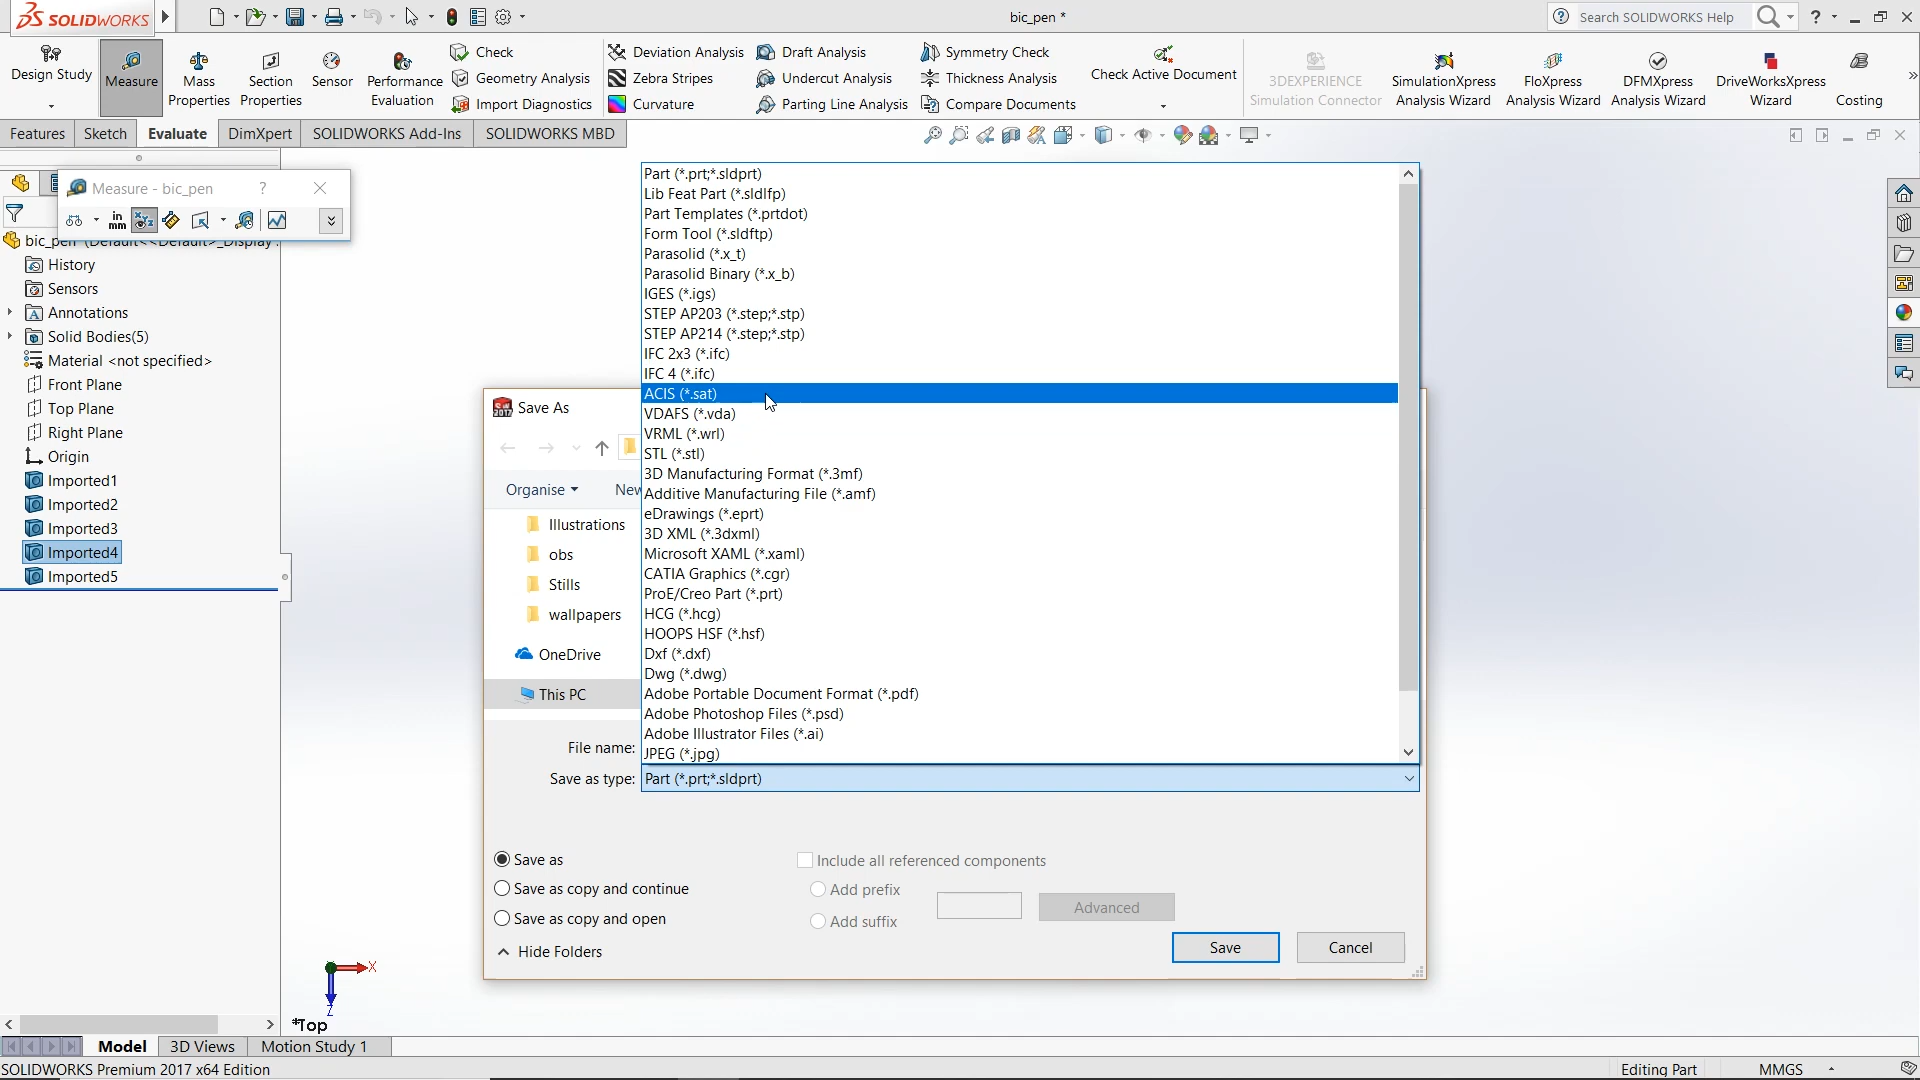 SOLIDWORKS
bic_pen *
Search SOLIDWORKS Help
Design Study
Measure
Mass Properties
Section Properties
Sensor
Performance Evaluation
Check
Geometry Analysis
Import Diagnostics
Deviation Analysis
Zebra Stripes
Curvature
Draft Analysis
Undercut Analysis
Parting Line Analysis
Symmetry Check
Thickness Analysis
Compare Documents
Check Active Document
3DEXPERIENCE Simulation Connector
SimulationXpress Analysis Wizard
FloXpress Analysis Wizard
DFMXpress Analysis Wizard
DriveWorksXpress Wizard
Costing
Features
Sketch
Evaluate
DimXpert
SOLIDWORKS Add-Ins
SOLIDWORKS MBD
Measure - bic_pen
?
in
mm
bic_pen (Default<<Default>_Display
History
Sensors
Annotations
Solid Bodies(5)
Material <not specified>
Front Plane
Top Plane
Right Plane
Origin
Imported1
Imported2
Imported3
Imported4
Imported5
Save As
Organise
New
Illustrations
obs
Stills
wallpapers
OneDrive
This PC
Part (*.prt;*.sldprt)
Lib Feat Part (*.sldlfp)
Part Templates (*.prtdot)
Form Tool (*.sldftp)
Parasolid (*.x_t)
Parasolid Binary (*.x_b)
IGES (*.igs)
STEP AP203 (*.step;*.stp)
STEP AP214 (*.step;*.stp)
IFC 2x3 (*.ifc)
IFC 4 (*.ifc)
ACIS (*.sat)
VDAFS (*.vda)
VRML (*.wrl)
STL (*.stl)
3D Manufacturing Format (*.3mf)
Additive Manufacturing File (*.amf)
eDrawings (*.eprt)
3D XML (*.3dxml)
Microsoft XAML (*.xaml)
CATIA Graphics (*.cgr)
ProE/Creo Part (*.prt)
HCG (*.hcg)
HOOPS HSF (*.hsf)
Dxf (*.dxf)
Dwg (*.dwg)
Adobe Portable Document Format (*.pdf)
Adobe Photoshop Files (*.psd)
Adobe Illustrator Files (*.ai)
JPEG (*.jpg)
File name:
Save as type: Part (*.prt;*.sldprt)
Save as
Save as copy and continue
Save as copy and open
Include all referenced components
Add prefix
Add suffix
Advanced
Hide Folders
Save
Cancel
X
Z
*Top
Model
3D Views
Motion Study 1
SOLIDWORKS Premium 2017 x64 Edition
Editing Part
MMGS